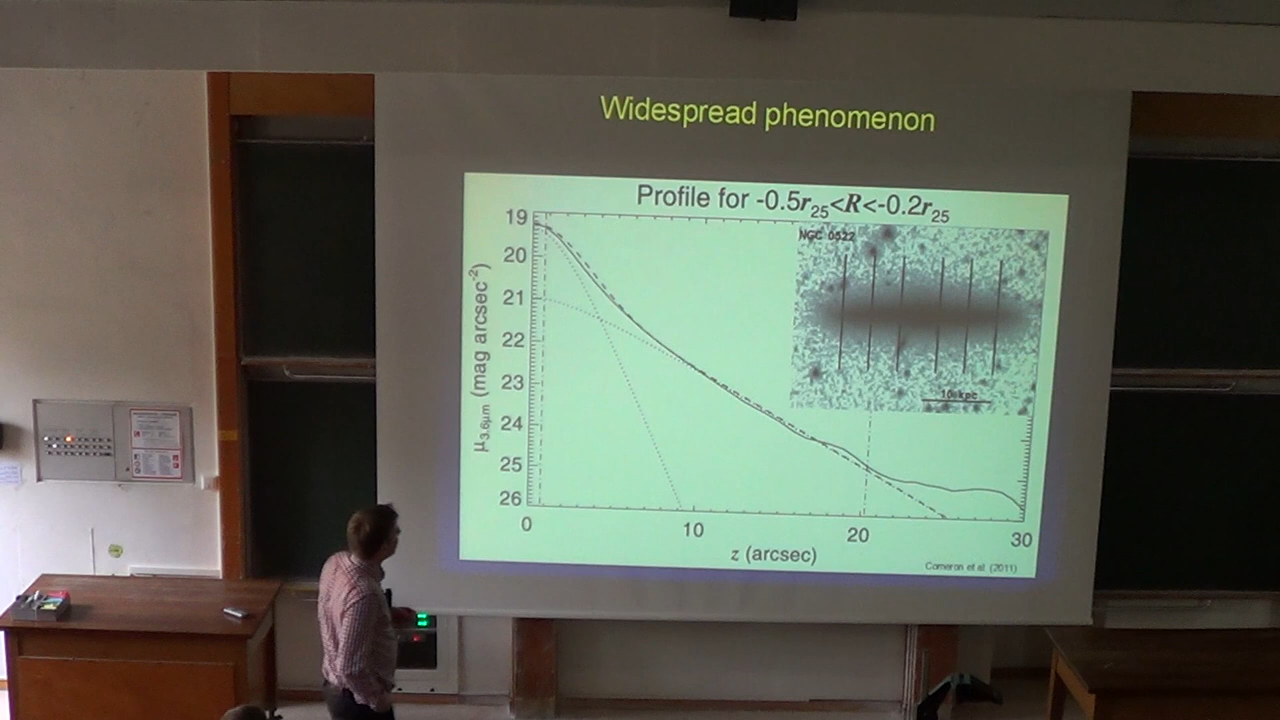 Widespread phenomenon
Profile for -0.5r25<R<-0.2r25
NGC 0522
10 kpc
μ3.6μm (mag arcsec-2)
19
20
21
22
23
24
25
26
0 10 20 30
z (arcsec)
Comeron et al. (2011)